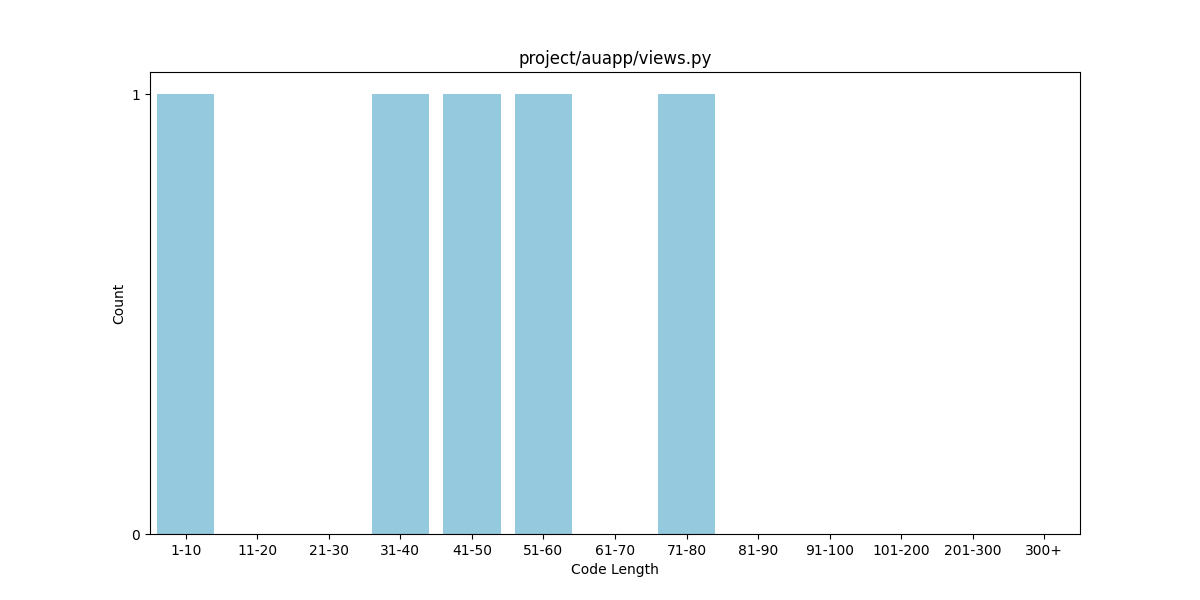 project/auapp/views.py
1
Count
0
1-10 11-20 21-30 31-40 41-50 51-60 61-70 71-80 81-90 91-100 101-200 201-300 300+
Code Length